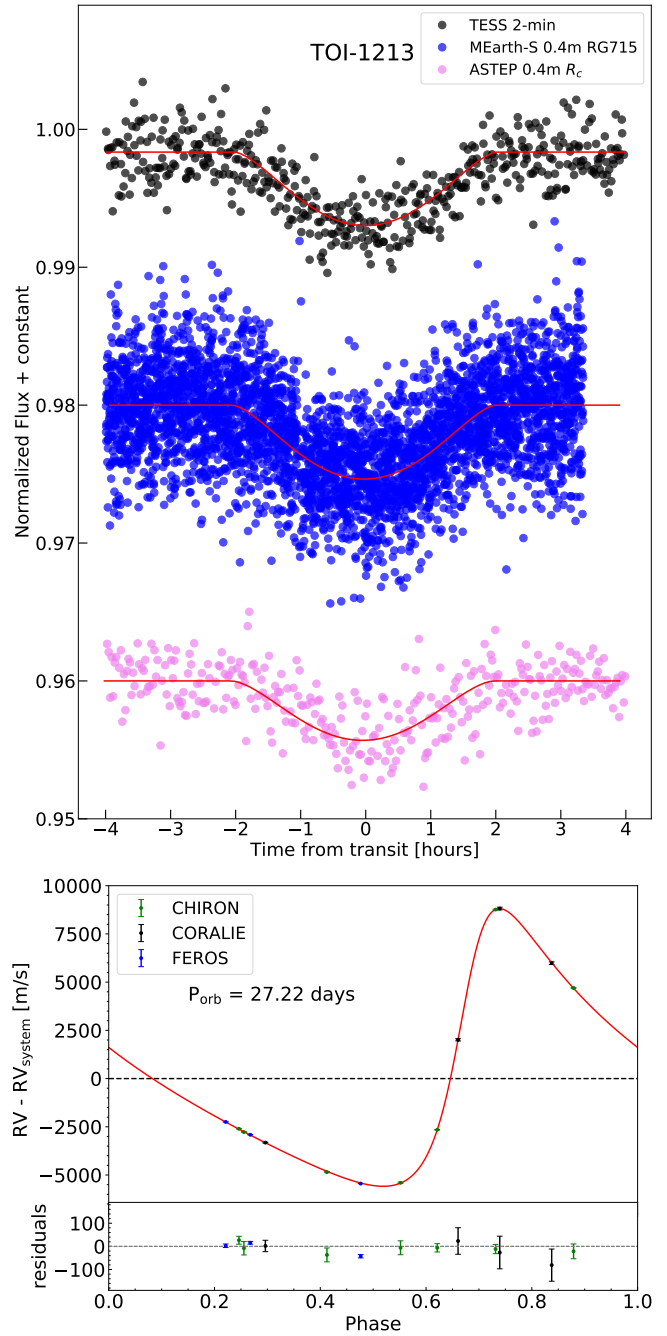 TOI-1213
TESS 2-min
MEarth-S 0.4m RG715
ASTEP 0.4m R_c
Normalized Flux + constant
1.00
0.99
0.98
0.97
0.96
0.95
−4 −3 −2 −1 0 1 2 3 4
Time from transit [hours]
CHIRON
CORALIE
FEROS
P_orb = 27.22 days
RV - RV_system [m/s]
10000
7500
5000
2500
0
−2500
−5000
residuals
100
0
−100
0.0 0.2 0.4 0.6 0.8 1.0
Phase